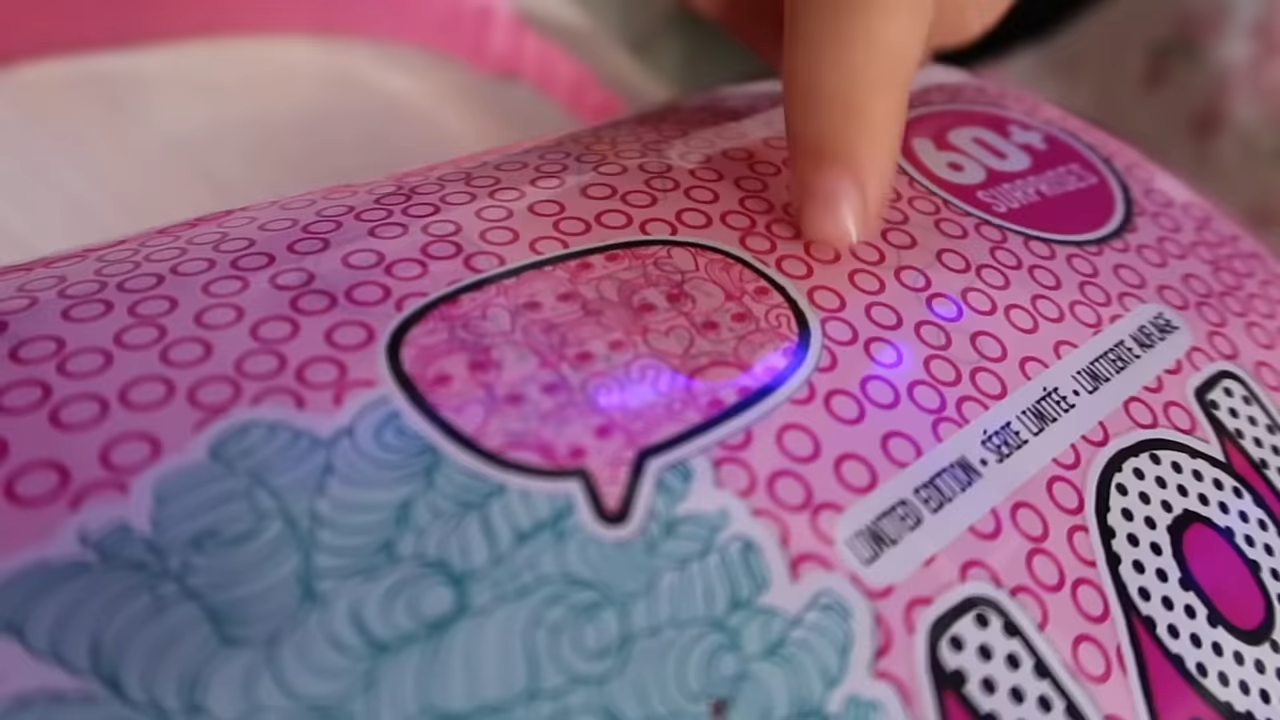 60+
SURPRISES
LIMITED EDITION • SÉRIE LIMITÉE • LIMITIERTE AUFLAGE